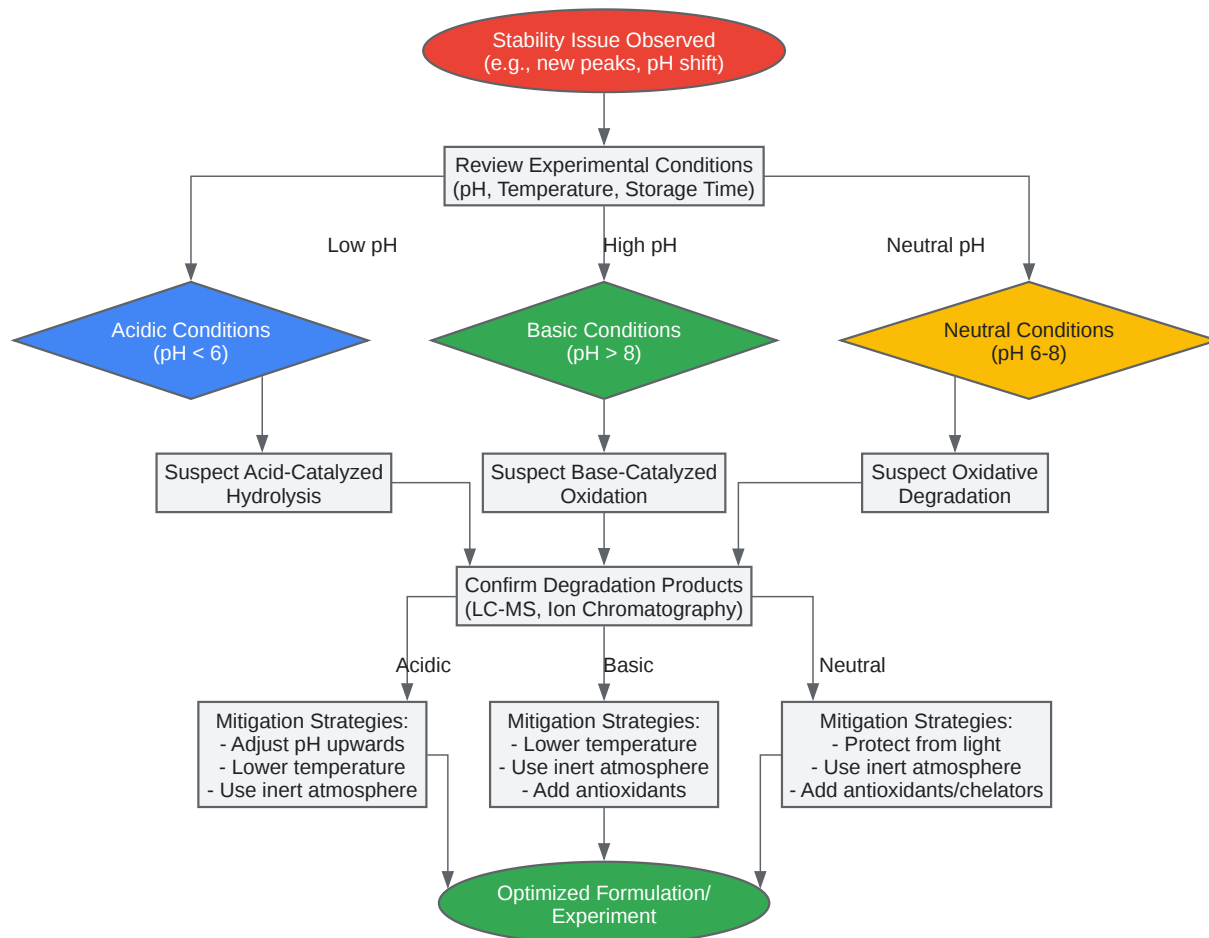 Stability Issue Observed
(e.g., new peaks, pH shift)
Review Experimental Conditions
(pH, Temperature, Storage Time)
Low pH
High pH
Neutral pH
Acidic Conditions
(pH < 6)
Basic Conditions
(pH > 8)
Neutral Conditions
(pH 6-8)
Suspect Acid-Catalyzed
Hydrolysis
Suspect Base-Catalyzed
Oxidation
Suspect Oxidative
Degradation
Confirm Degradation Products
(LC-MS, Ion Chromatography)
Acidic
Basic
Neutral
Mitigation Strategies:
- Adjust pH upwards
- Lower temperature
- Use inert atmosphere
Mitigation Strategies:
- Lower temperature
- Use inert atmosphere
- Add antioxidants
Mitigation Strategies:
- Protect from light
- Use inert atmosphere
- Add antioxidants/chelators
Optimized Formulation/
Experiment